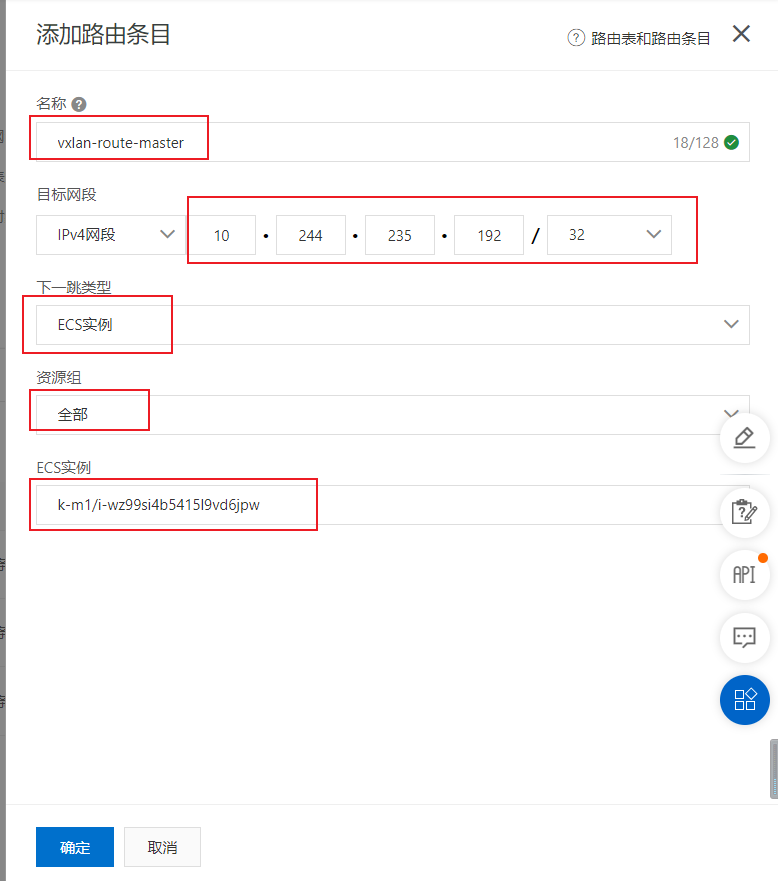 添加路由条目
? 路由表和路由条目
名称 ?
vxlan-route-master
18/128
目标网段
IPv4网段
10 • 244 • 235 • 192 / 32
下一跳类型
ECS实例
资源组
全部
ECS实例
k-m1/i-wz99si4b5415l9vd6jpw
API
确定
取消